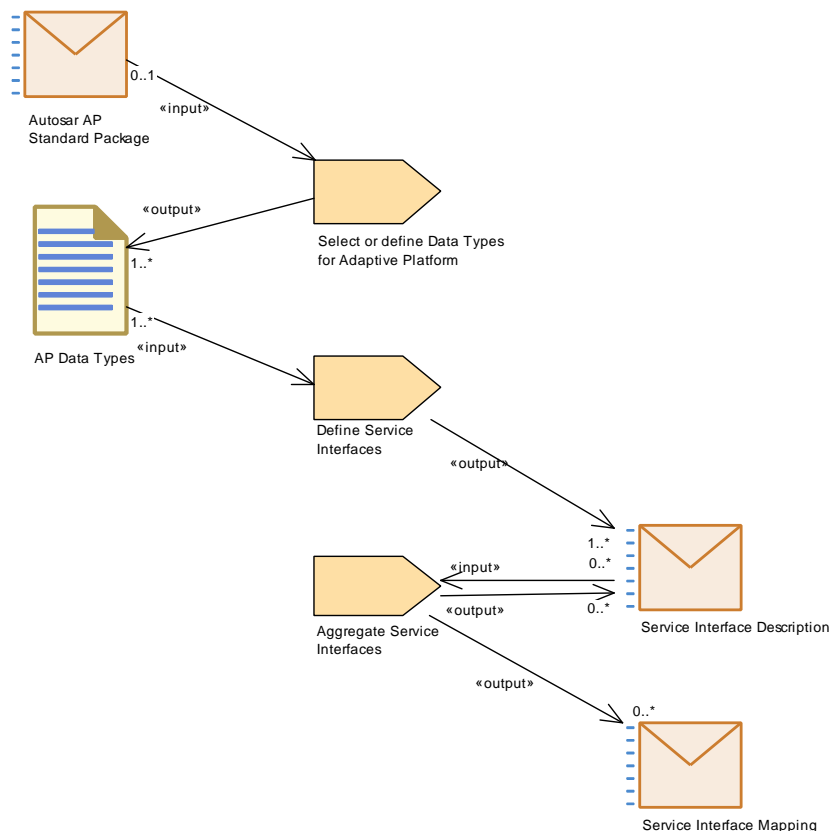 0..1
«input»
Autosar AP
Standard Package
«output»
Select or define Data Types
for Adaptive Platform
1..*
1..*
«input»
AP Data Types
Define Service
Interfaces
«output»
1..*
0..*
«input»
«output»
0..*
Aggregate Service
Interfaces
Service Interface Description
«output»
0..*
Service Interface Mapping